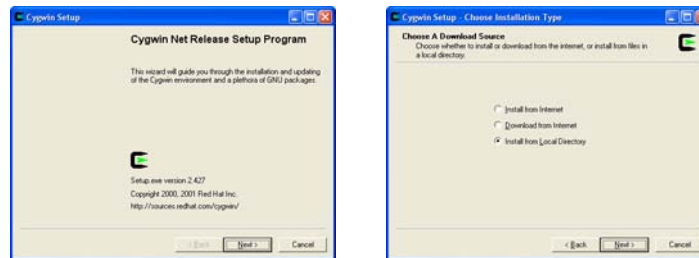 Cygwin Setup
Cygwin Net Release Setup Program
This wizard will guide you through the installation and updating
of the Cygwin environment and a plethora of GNU packages.
Setup.exe version 2.427
Copyright 2000, 2001 Red Hat Inc.
http://sources.redhat.com/cygwin/
< Back
Next >
Cancel
Cygwin Setup - Choose Installation Type
Choose A Download Source
Choose whether to install or download from the internet, or install from files in
a local directory.
Install from Internet
Download from Internet
Install from Local Directory
< Back
Next >
Cancel